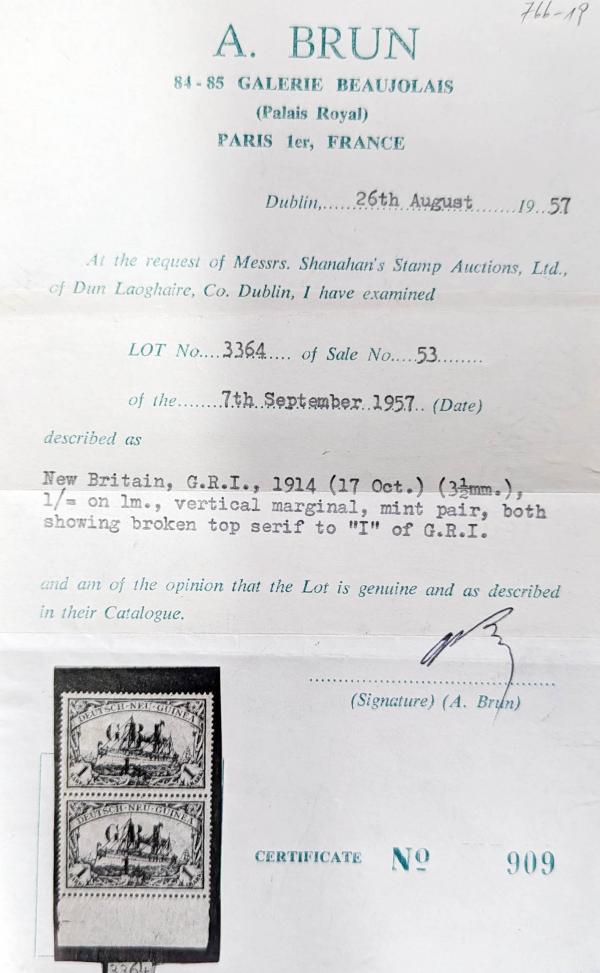 766-19
A. BRUN
84-85 GALERIE BEAUJOLAIS
(Palais Royal)
PARIS 1er, FRANCE
Dublin,......26th August........19..57
At the request of Messrs. Shanahan's Stamp Auctions, Ltd.,
of Dun Laoghaire, Co. Dublin, I have examined
LOT No....3364.... of Sale No....53........
of the........7th September 1957.. (Date)
described as
New Britain, G.R.I., 1914 (17 Oct.) (3½mm.),
1/= on 1m., vertical marginal, mint pair, both
showing broken top serif to "I" of G.R.I.
and am of the opinion that the Lot is genuine and as described
in their Catalogue.
(Signature) (A. Brun)
DEUTSCH-NEU-GUINEA
G.R.I.
1 1
DEUTSCH-NEU-GUINEA
G.R.I.
1 1
3364
CERTIFICATE No 909